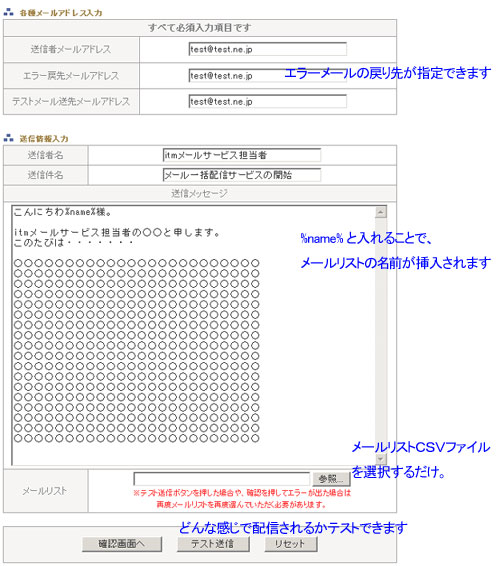 各種メールアドレス入力
すべて必須入力項目です
送信者メールアドレス test@test.ne.jp
エラー戻先メールアドレス test@test.ne.jp
エラーメールの戻り先が指定できます
テストメール送先メールアドレス test@test.ne.jp
送信情報入力
送信者名 itmメールサービス担当者
送信件名 メール一括配信サービスの開始
送信メッセージ
こんにちわ%name%様。
itmメールサービス担当者の〇〇と申します。
このたびは・・・・・・・
%name% と入れることで、
メールリストの名前が挿入されます
〇〇〇〇〇〇〇〇〇〇〇〇〇〇〇〇〇〇〇〇〇〇〇〇〇〇〇〇〇
〇〇〇〇〇〇〇〇〇〇〇〇〇〇〇〇〇〇〇〇〇〇〇〇〇〇〇〇〇
〇〇〇〇〇〇〇〇〇〇〇〇〇〇〇〇〇〇〇〇〇〇〇〇〇〇〇〇〇
〇〇〇〇〇〇〇〇〇〇〇〇〇〇〇〇〇〇〇〇〇〇〇〇〇〇〇〇〇
〇〇〇〇〇〇〇〇〇〇〇〇〇〇〇〇〇〇〇〇〇〇〇〇〇〇〇〇〇
〇〇〇〇〇〇〇〇〇〇〇〇〇〇〇〇〇〇〇〇〇〇〇〇〇〇〇〇〇
〇〇〇〇〇〇〇〇〇〇〇〇〇〇〇〇〇〇〇〇〇〇〇〇〇〇〇〇〇
〇〇〇〇〇〇〇〇〇〇〇〇〇〇〇〇〇〇〇〇〇〇〇〇〇〇〇〇〇
〇〇〇〇〇〇〇〇〇〇〇〇〇〇〇〇〇〇〇〇〇〇〇〇〇〇〇〇〇
〇〇〇〇〇〇〇〇〇〇〇〇〇〇〇〇〇〇〇〇〇〇〇〇〇〇〇〇〇
〇〇〇〇〇〇〇〇〇〇〇〇〇〇〇〇〇〇〇〇〇〇〇〇〇〇〇〇〇
〇〇〇〇〇〇〇〇〇〇〇〇〇〇〇〇〇〇〇〇〇〇〇〇〇〇〇〇〇
〇〇〇〇〇〇〇〇〇〇〇〇〇〇〇〇〇〇〇〇〇〇〇〇〇〇〇〇〇
〇〇〇〇〇〇〇〇〇〇〇〇〇〇〇〇〇〇〇〇〇〇〇〇〇〇〇〇〇
メールリストCSVファイル
を選択するだけ。
メールリスト 参照...
※テスト送信ボタンを押した場合や、確認を押してエラーが出た場合は
再度メールリストを再度選んでいただく必要があります。
どんな感じで配信されるかテストできます
確認画面へ テスト送信 リセット